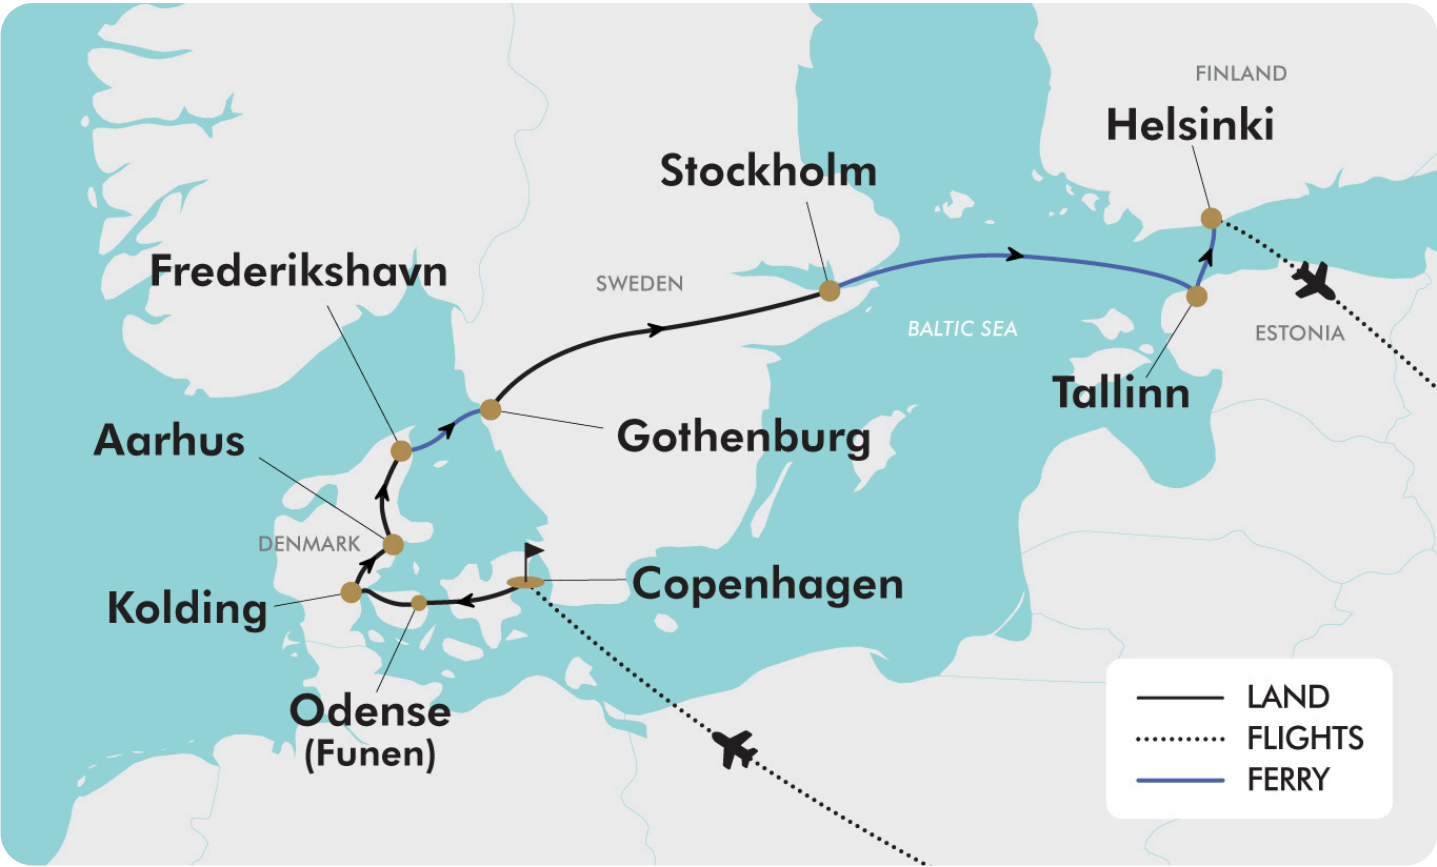 FINLAND
Helsinki
Stockholm
Frederikshavn
SWEDEN
BALTIC SEA
ESTONIA
Tallinn
Aarhus
Gothenburg
DENMARK
Copenhagen
Kolding
Odense
(Funen)
LAND
FLIGHTS
FERRY